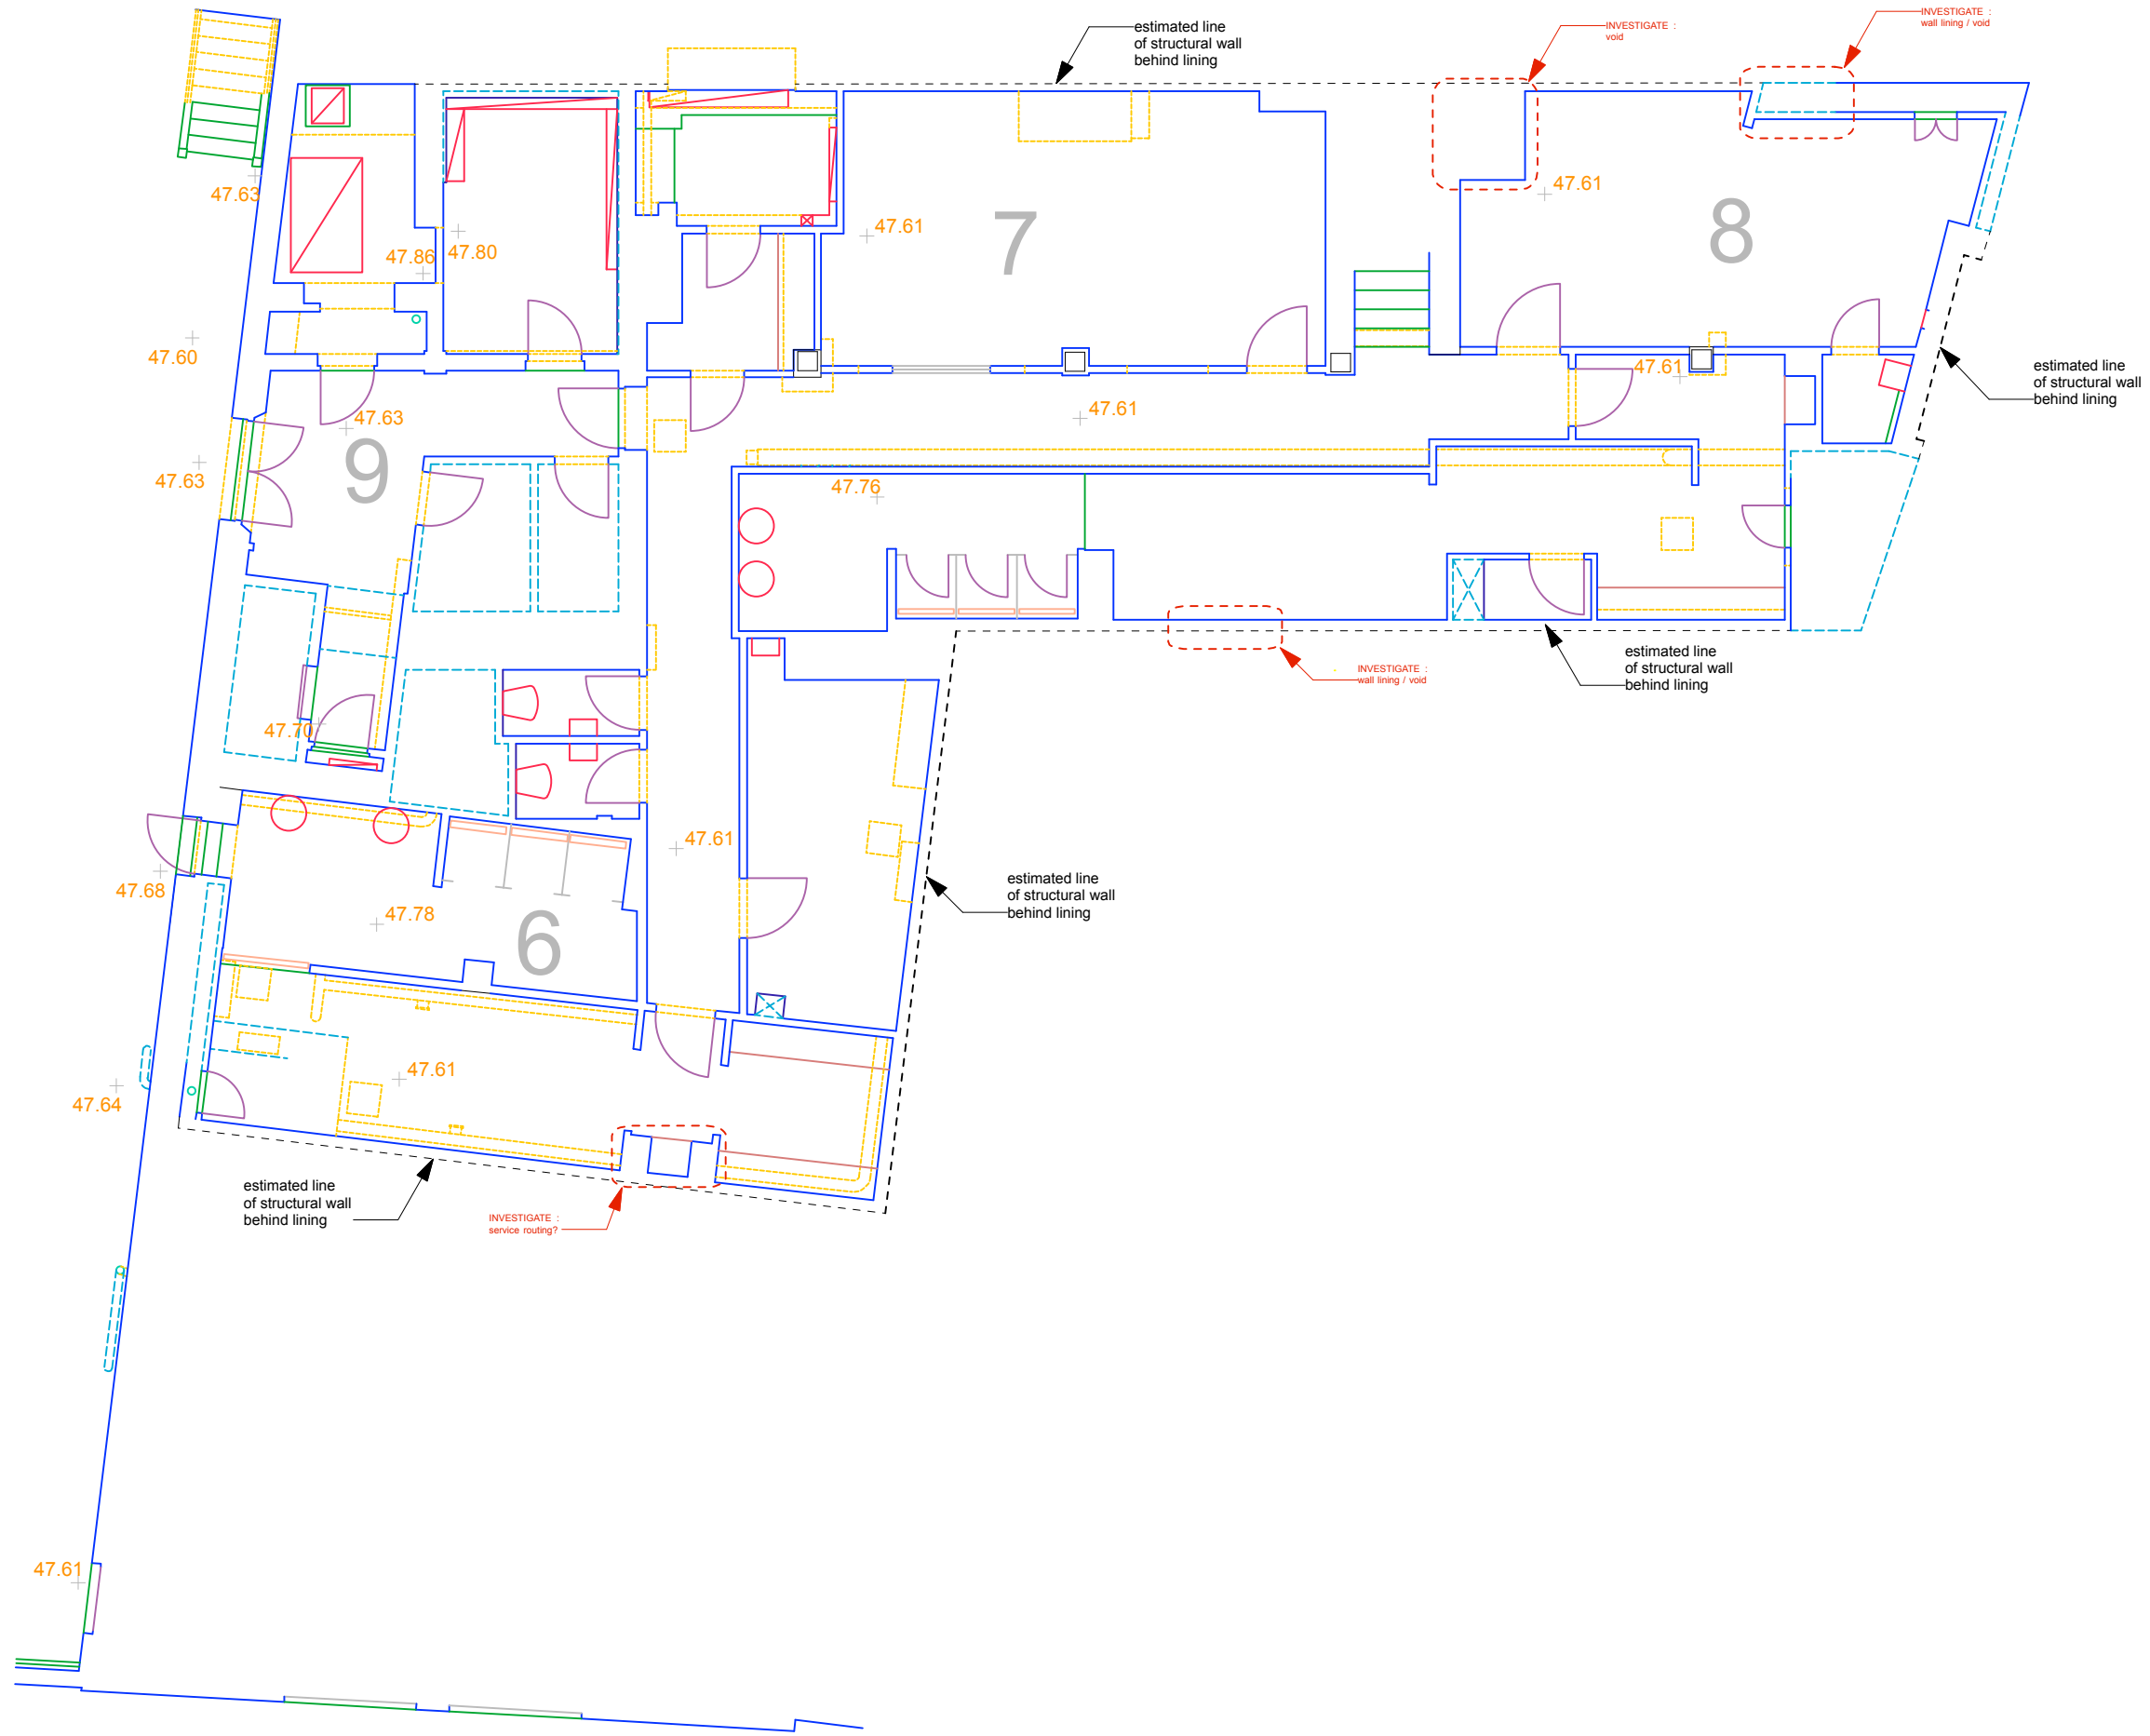 INVESTIGATE :
wall lining / void
INVESTIGATE :
void
estimated line
of structural wall
behind lining
47.63
47.61
47.61
7
8
47.86
47.80
47.60
47.61
estimated line
of structural wall
behind lining
47.63
47.61
9
47.63
47.76
estimated line
of structural wall
behind lining
INVESTIGATE :
wall lining / void
47.70
47.61
47.68
estimated line
of structural wall
behind lining
47.78
6
47.61
47.64
estimated line
of structural wall
behind lining
INVESTIGATE :
service routing?
47.61